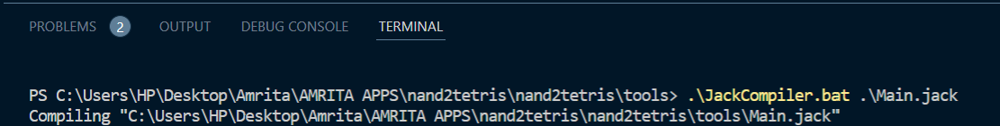 PROBLEMS 2 OUTPUT DEBUG CONSOLE TERMINAL
PS C:\Users\HP\Desktop\Amrita\AMRITA APPS\nand2tetris\nand2tetris\tools> .\JackCompiler.bat .\Main.jack
Compiling "C:\Users\HP\Desktop\Amrita\AMRITA APPS\nand2tetris\nand2tetris\tools\Main.jack"